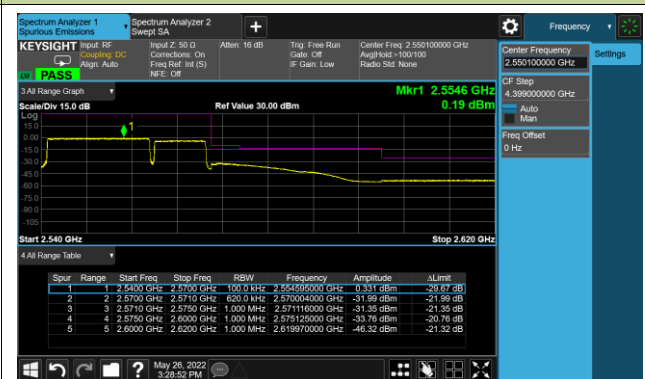 Spectrum Analyzer 1
Spurious Emissions
Spectrum Analyzer 2
Swept SA
+
Frequency
KEYSIGHT
Input: RF
Coupling: DC
Align: Auto
Input Z: 50 Ω
Corrections: On
Freq Ref: Int (S)
NFE: Off
Atten: 16 dB
Trig: Free Run
Gate: Off
IF Gain: Low
Center Freq: 2.550100000 GHz
Avg|Hold:>100/100
Radio Std: None
PASS
Center Frequency
2.550100000 GHz
Settings
CF Step
4.399000000 GHz
Auto
Man
Freq Offset
0 Hz
3 All Range Graph
Mkr1 2.5546 GHz
Scale/Div 15.0 dB
Ref Value 30.00 dBm
0.19 dBm
Log
15.0
0.00
-15.0
-30.0
-45.0
-60.0
-75.0
-90.0
-105
1
Start 2.540 GHz
Stop 2.620 GHz
4 All Range Table
Spur Range Start Freq Stop Freq RBW Frequency Amplitude ΔLimit
1 1 2.5400 GHz 2.5700 GHz 100.0 kHz 2.554595000 GHz 0.331 dBm -29.67 dB
2 2 2.5700 GHz 2.5710 GHz 620.0 kHz 2.570004000 GHz -31.99 dBm -21.99 dB
3 3 2.5710 GHz 2.5750 GHz 1.000 MHz 2.571116000 GHz -31.35 dBm -21.35 dB
4 4 2.5750 GHz 2.6000 GHz 1.000 MHz 2.575125000 GHz -33.76 dBm -20.76 dB
5 5 2.6000 GHz 2.6200 GHz 1.000 MHz 2.619970000 GHz -46.32 dBm -21.32 dB
?
May 26, 2022
3:28:52 PM